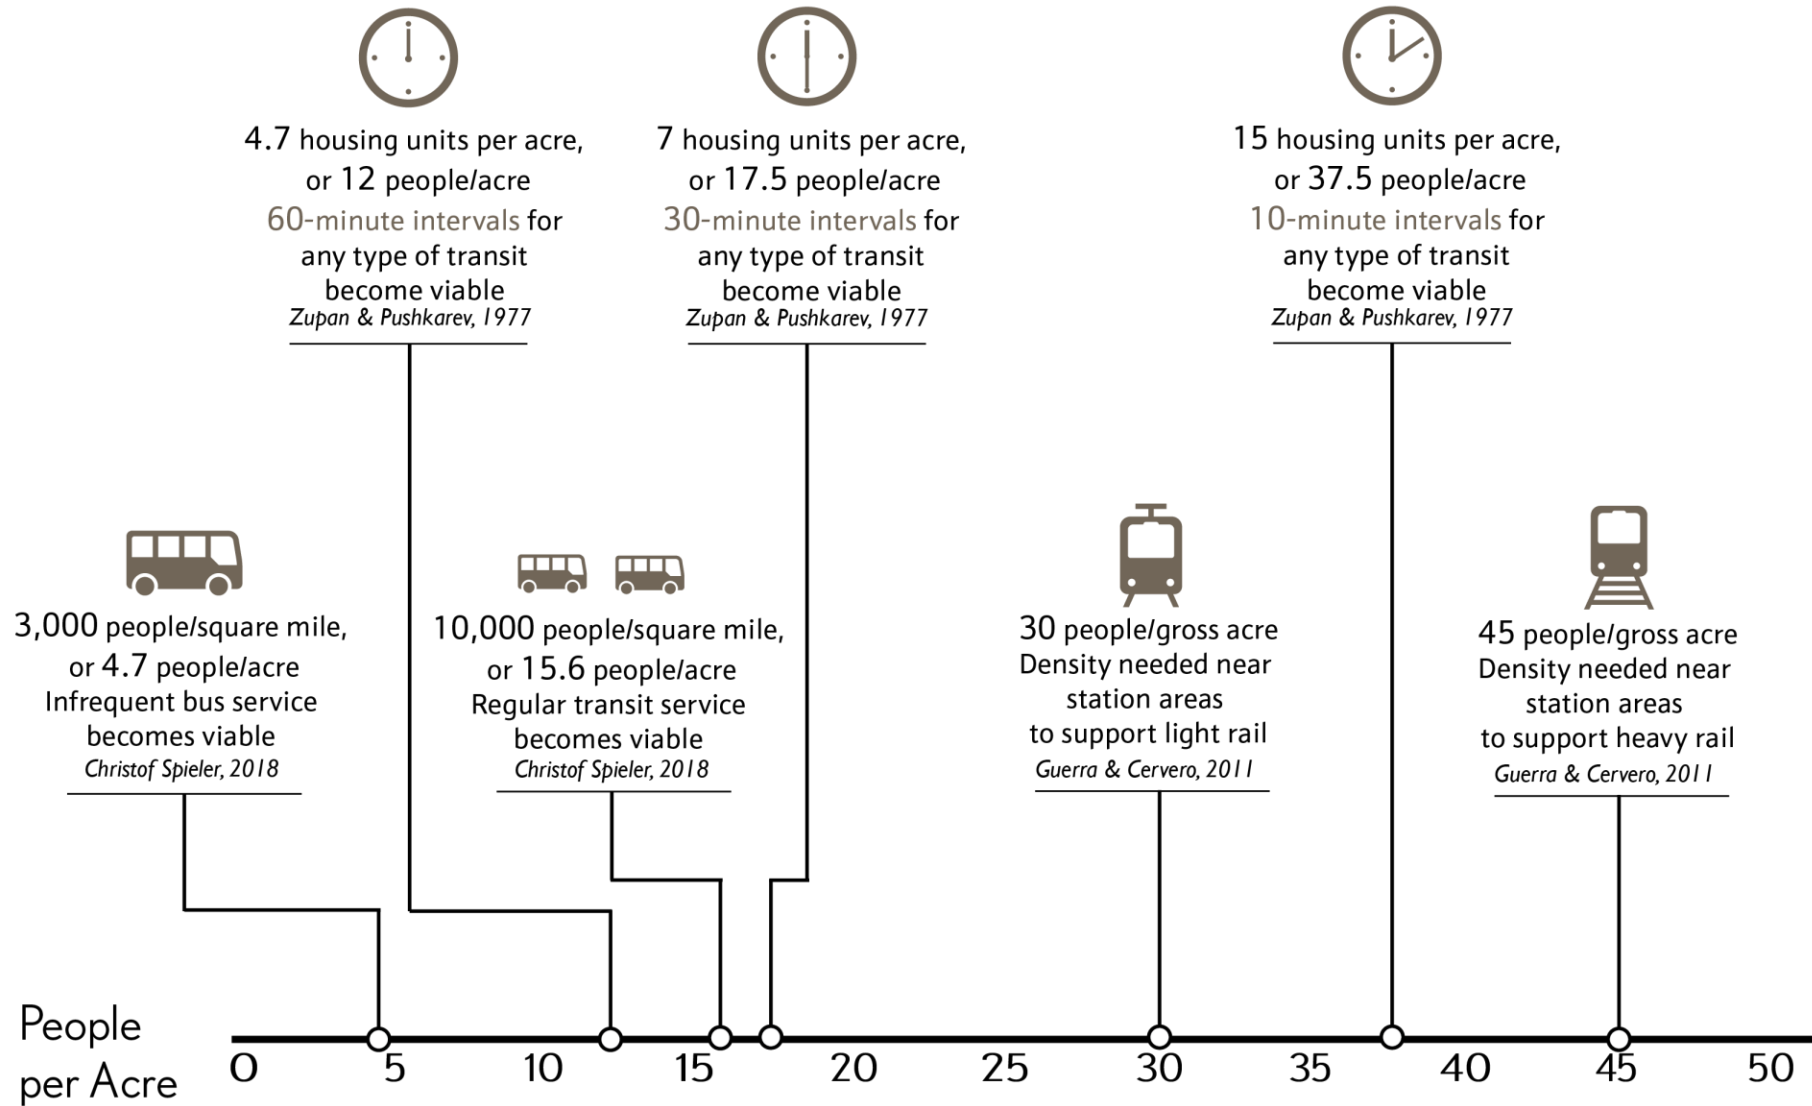 4.7 housing units per acre,
or 12 people/acre
60-minute intervals for
any type of transit
become viable
Zupan & Pushkarev, 1977
7 housing units per acre,
or 17.5 people/acre
30-minute intervals for
any type of transit
become viable
Zupan & Pushkarev, 1977
15 housing units per acre,
or 37.5 people/acre
10-minute intervals for
any type of transit
become viable
Zupan & Pushkarev, 1977
3,000 people/square mile,
or 4.7 people/acre
Infrequent bus service
becomes viable
Christof Spieler, 2018
10,000 people/square mile,
or 15.6 people/acre
Regular transit service
becomes viable
Christof Spieler, 2018
30 people/gross acre
Density needed near
station areas
to support light rail
Guerra & Cervero, 2011
45 people/gross acre
Density needed near
station areas
to support heavy rail
Guerra & Cervero, 2011
People
per Acre
0 5 10 15 20 25 30 35 40 45 50